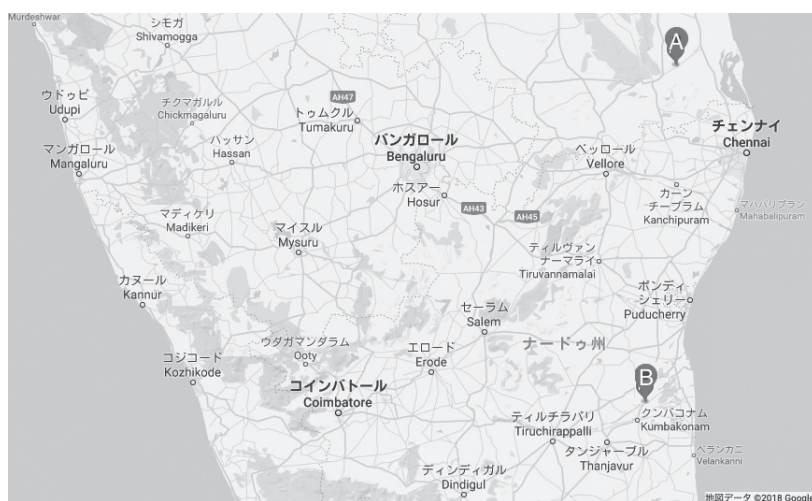 Murdeshwar
シモガ
Shivamogga
A
ウドゥピ
Udupi
チクマガルル
Chickmagaluru
AH47
トゥムクル
Tumakuru
バンガロール
Bengaluru
チェンナイ
Chennai
マンガロール
Mangaluru
ハッサン
Hassan
ベッロール
Vellore
ホスアー
Hosur
カーン
チープラム
Kanchipuram
マハバリプラン
Mahabalipuram
マディケリ
Madikeri
マイスル
Mysuru
AH43
AH45
ティルヴァン
ナーマライ
Tiruvannamalai
カヌール
Kannur
ポンディ
シェリー
Puducherry
セーラム
Salem
ウダガマンダラム
Ooty
エロード
Erode
ナードゥ州
コジコード
Kozhikode
コインバトール
Coimbatore
B
クンバコナム
Kumbakonam
ティルチラパリ
Tiruchirappalli
タンジャーブル
Thanjavur
ベランカニ
Velankanni
ディンディガル
Dindigul
地図データ ©2018 Google